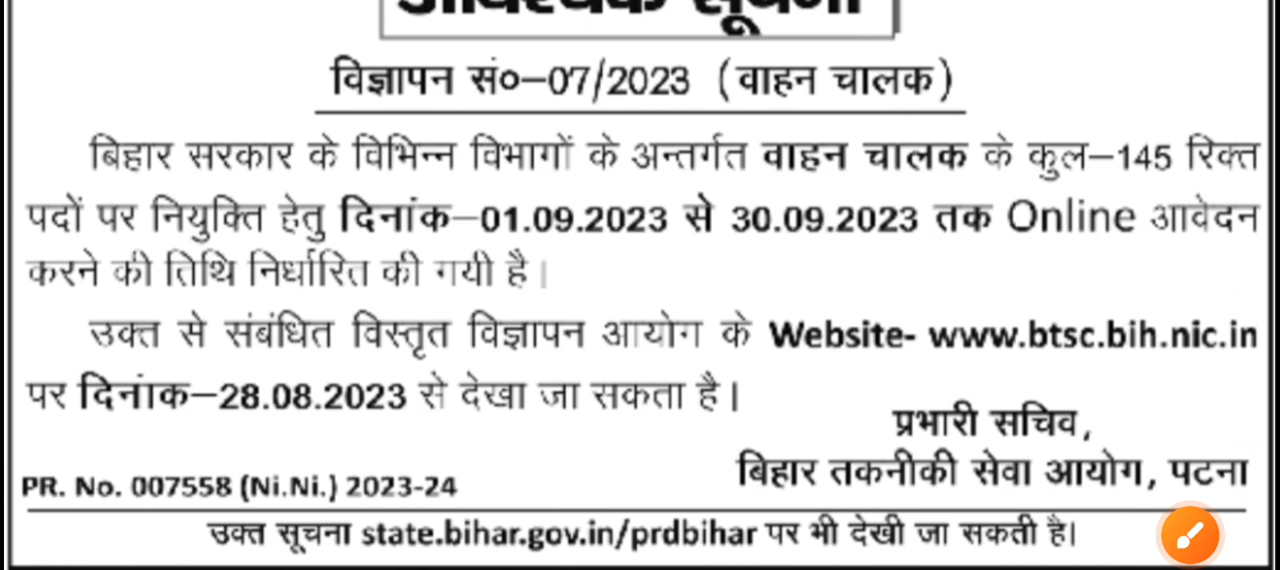 आवश्यक सूचना
विज्ञापन सं०–07/2023 (वाहन चालक)
बिहार सरकार के विभिन्न विभागों के अन्तर्गत वाहन चालक के कुल–145 रिक्त
पदों पर नियुक्ति हेतु दिनांक–01.09.2023 से 30.09.2023 तक Online आवेदन
करने की तिथि निर्धारित की गयी है।
उक्त से संबंधित विस्तृत विज्ञापन आयोग के Website- www.btsc.bih.nic.in
पर दिनांक–28.08.2023 से देखा जा सकता है।
प्रभारी सचिव,
बिहार तकनीकी सेवा आयोग, पटना
PR. No. 007558 (Ni.Ni.) 2023-24
उक्त सूचना state.bihar.gov.in/prdbihar पर भी देखी जा सकती है।